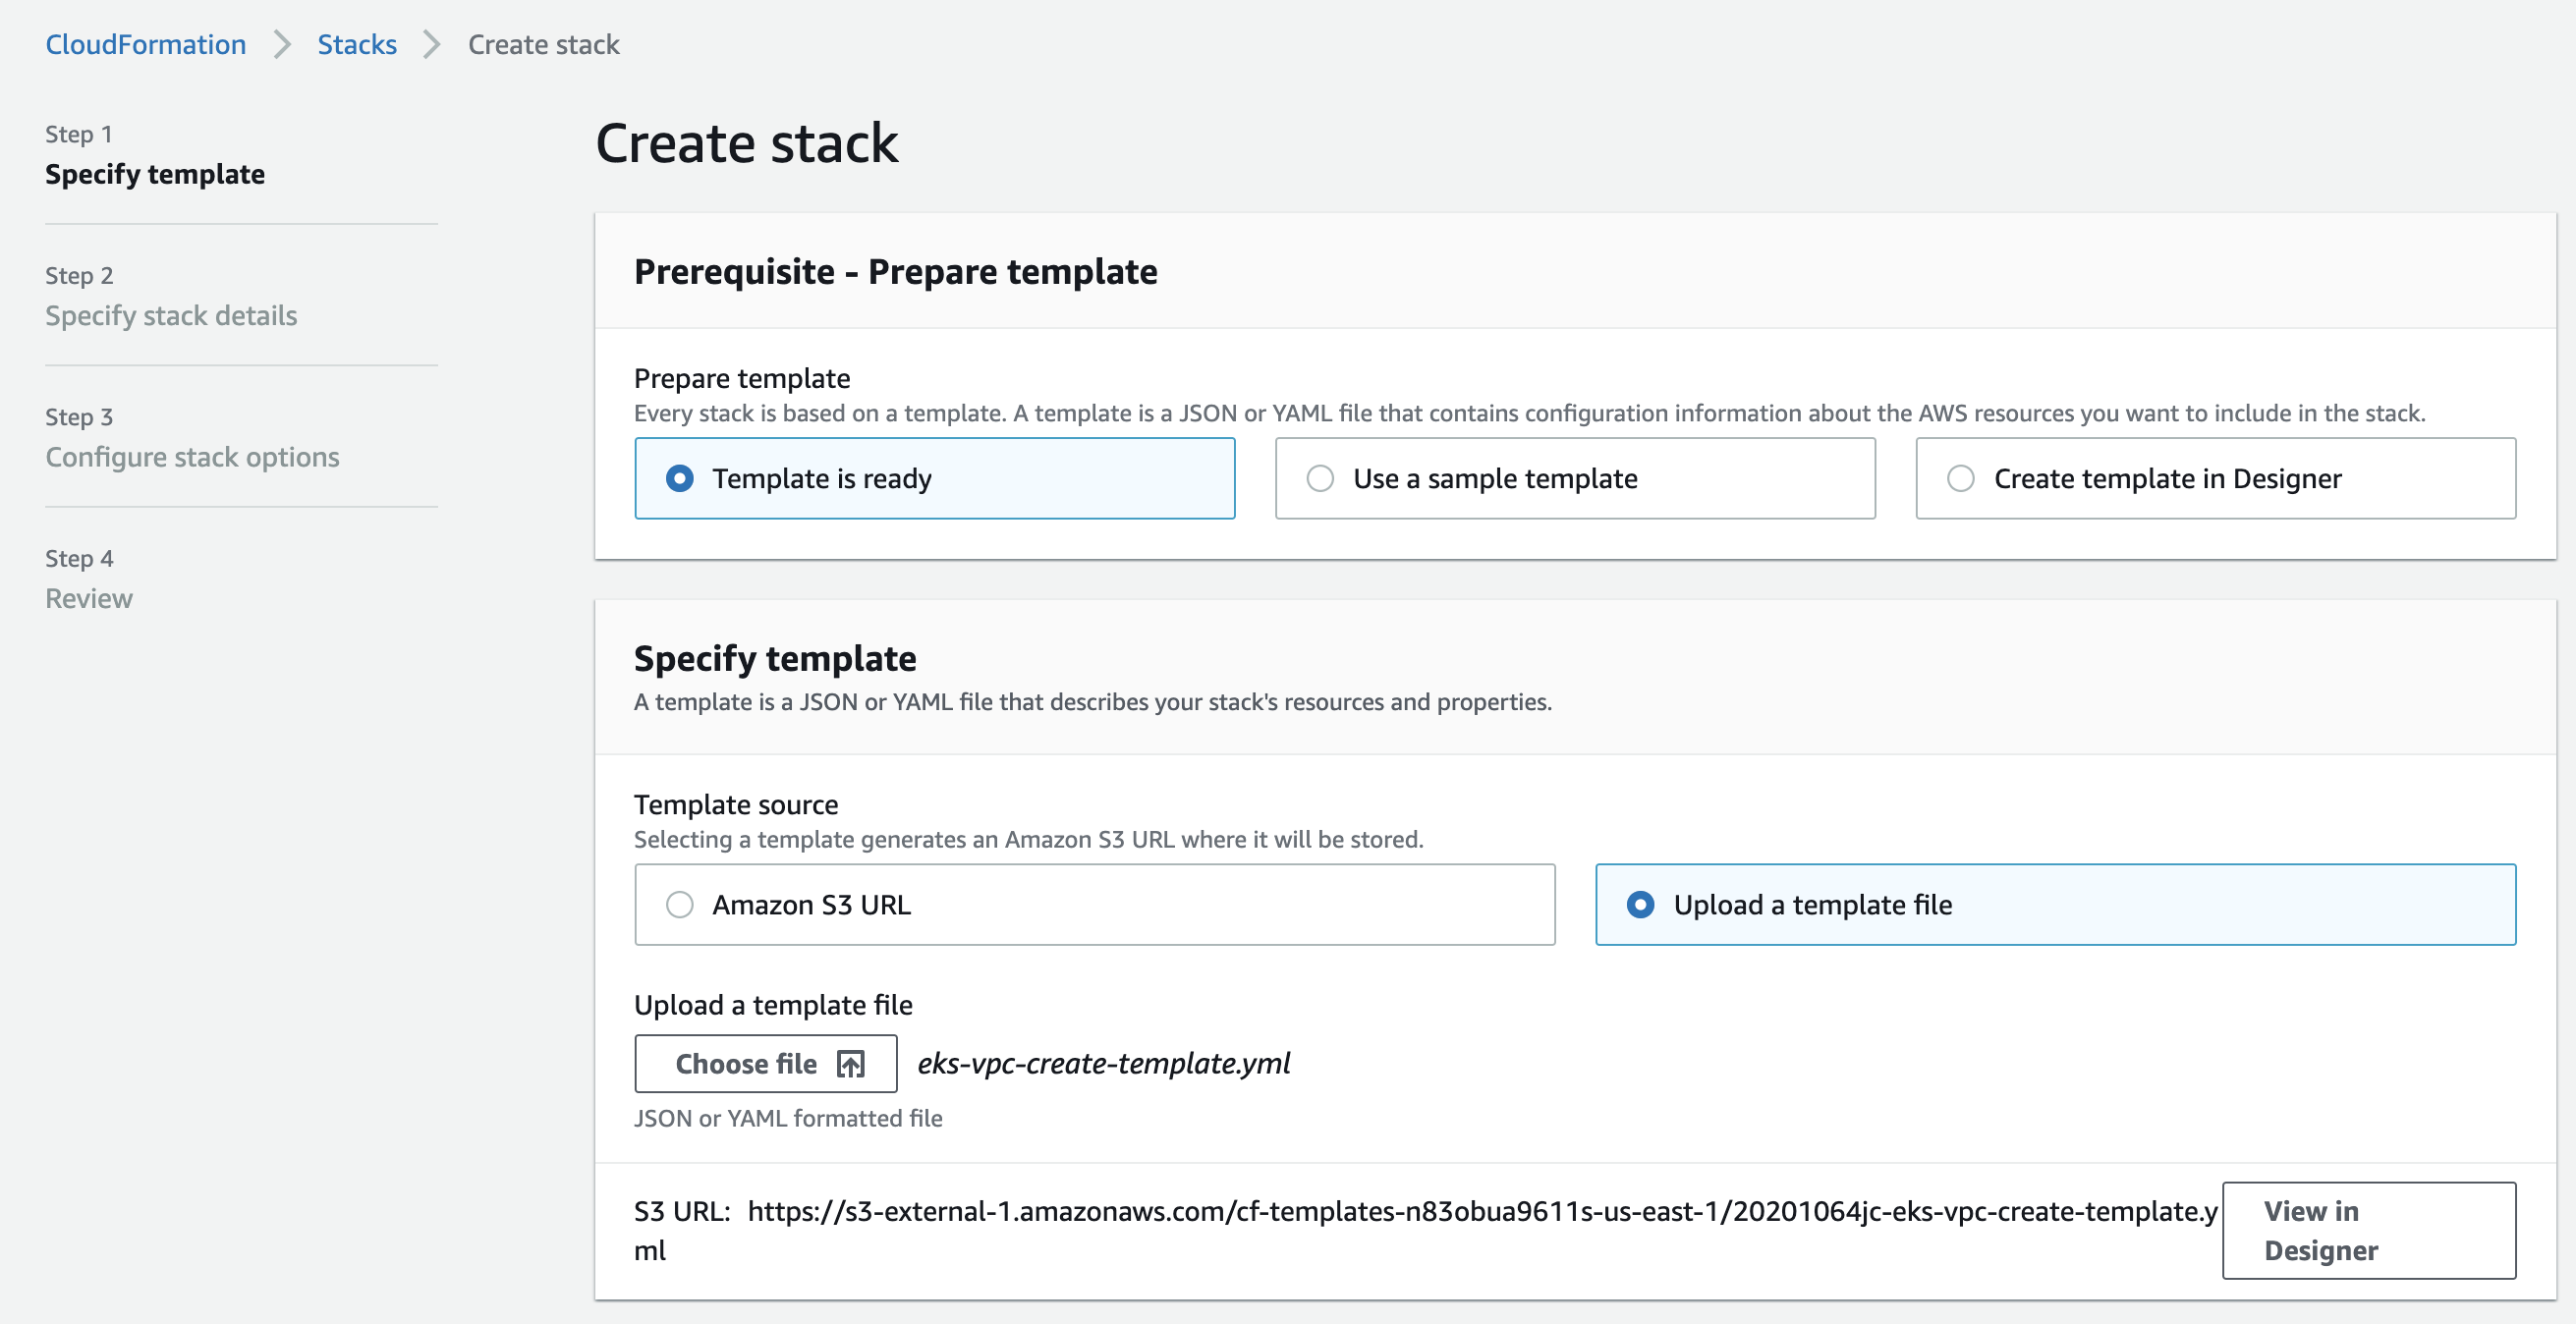 CloudFormation > Stacks > Create stack
Step 1
Specify template
Step 2
Specify stack details
Step 3
Configure stack options
Step 4
Review
Create stack
Prerequisite - Prepare template
Prepare template
Every stack is based on a template. A template is a JSON or YAML file that contains configuration information about the AWS resources you want to include in the stack.
Template is ready
Use a sample template
Create template in Designer
Specify template
A template is a JSON or YAML file that describes your stack's resources and properties.
Template source
Selecting a template generates an Amazon S3 URL where it will be stored.
Amazon S3 URL
Upload a template file
Upload a template file
Choose file
eks-vpc-create-template.yml
JSON or YAML formatted file
S3 URL: https://s3-external-1.amazonaws.com/cf-templates-n83obua9611s-us-east-1/20201064jc-eks-vpc-create-template.y
ml
View in
Designer